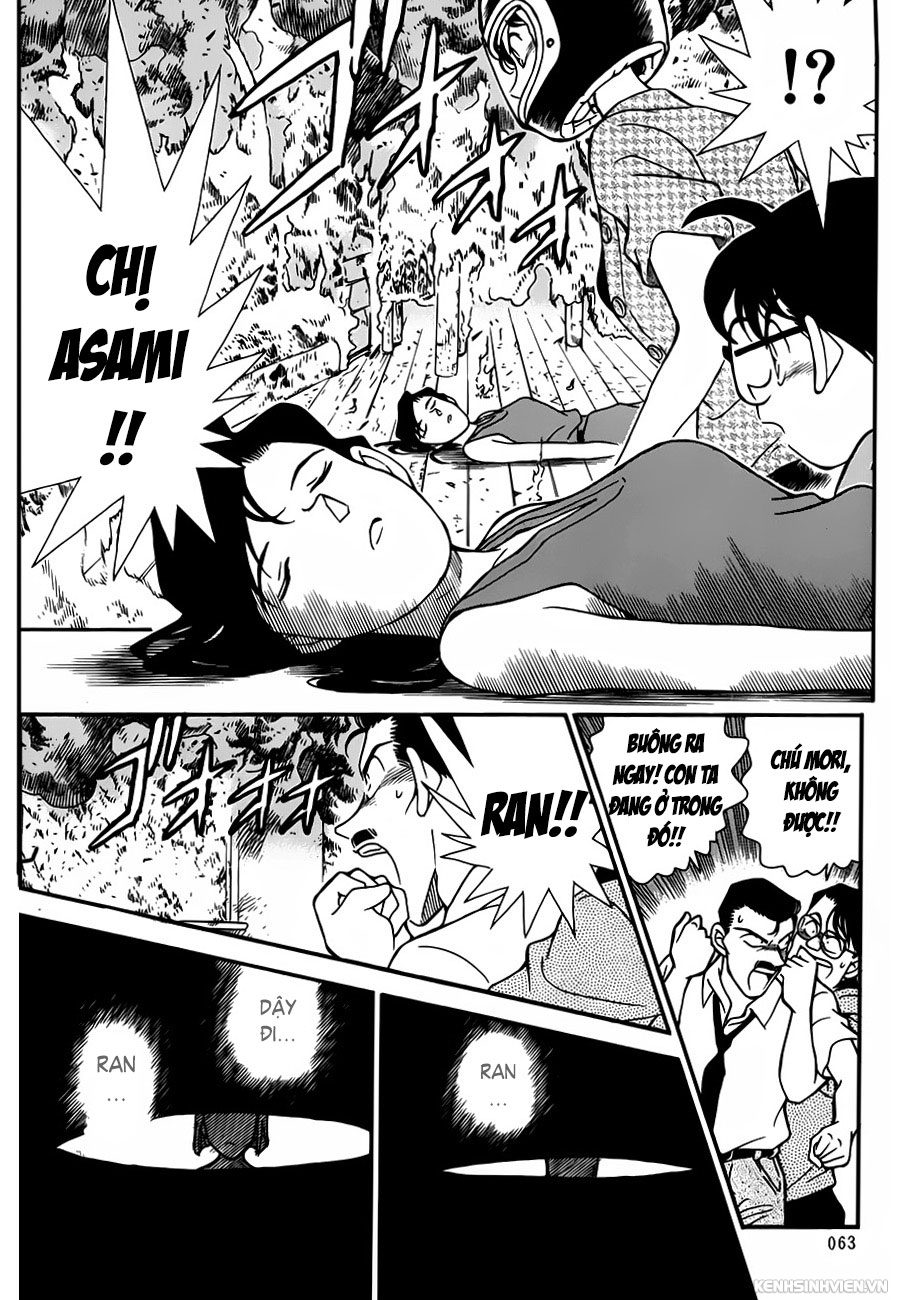 !?
ゴオオオ
CHỊ
ASAMI
!!
CHÚ MORI,
KHÔNG
ĐƯỢC!!
BUÔNG RA
NGAY! CON TA
ĐANG Ở TRONG
ĐÓ!!
RAN!!
ゴオオオ
RAN
...
DẬY
ĐI...
RAN
...
063
KENHSINHVIEN.VN